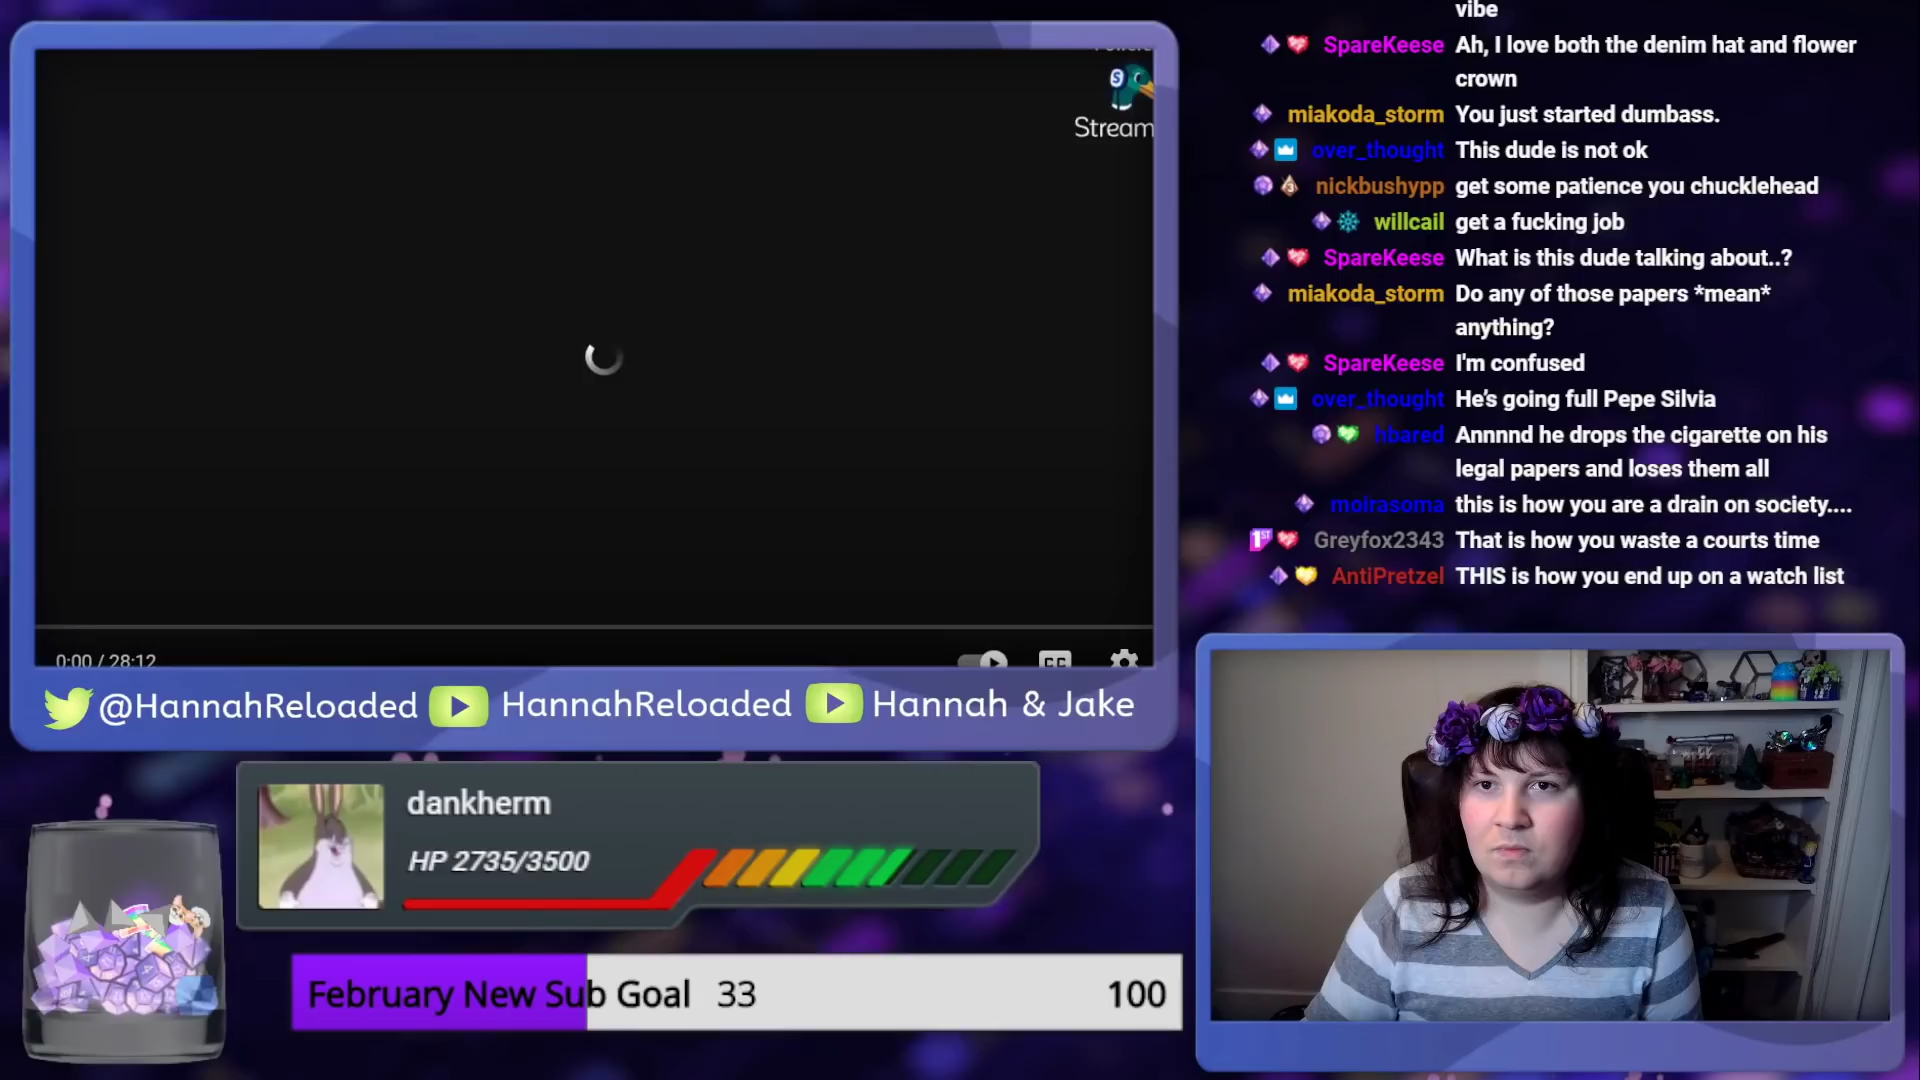 Stream
0:00 / 28:12
CC
@HannahReloaded HannahReloaded Hannah & Jake
dankherm
HP 2735/3500
February New Sub Goal 33 100
vibe
SpareKeese Ah, I love both the denim hat and flower
crown
miakoda_storm You just started dumbass.
over_thought This dude is not ok
nickbushypp get some patience you chucklehead
willcail get a fucking job
SpareKeese What is this dude talking about..?
miakoda_storm Do any of those papers *mean*
anything?
SpareKeese I'm confused
over_thought He's going full Pepe Silvia
hbared Annnnd he drops the cigarette on his
legal papers and loses them all
moirasoma this is how you are a drain on society....
1ST Greyfox2343 That is how you waste a courts time
AntiPretzel THIS is how you end up on a watch list